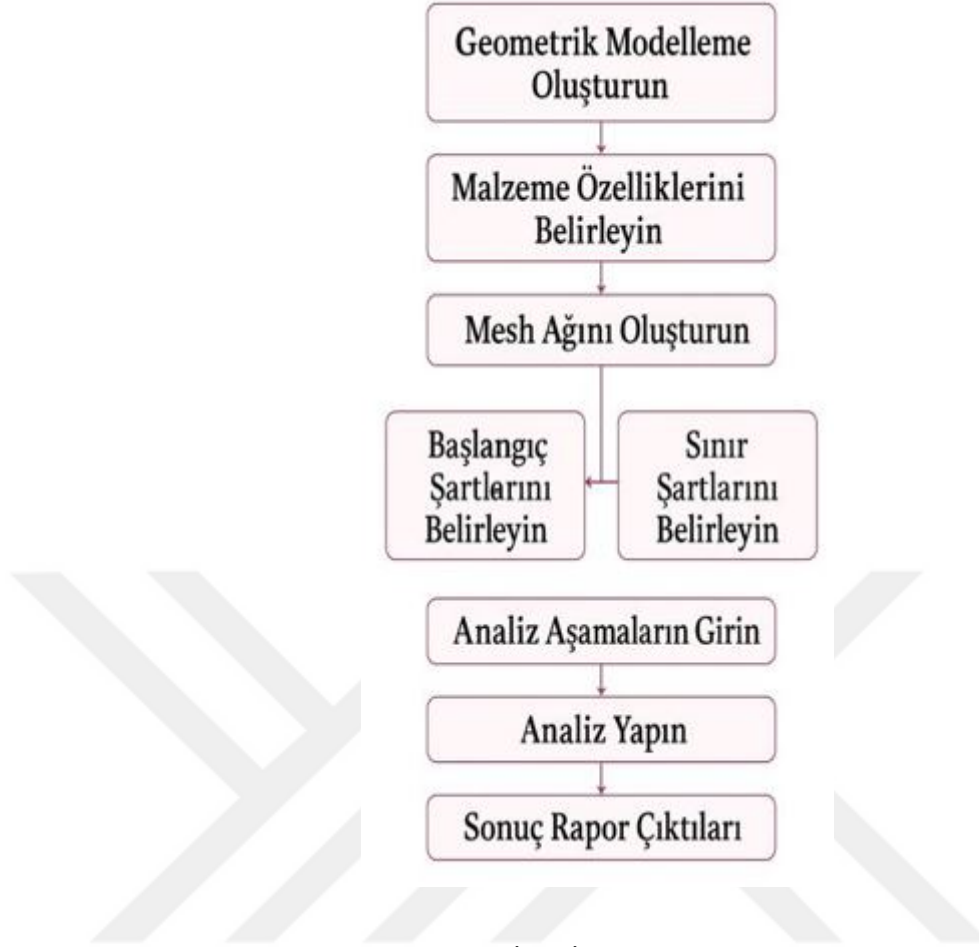 Geometrik Modelleme
Oluşturun
Malzeme Özelliklerini
Belirleyin
Mesh Ağını Oluşturun
Başlangıç
Şartlarını
Belirleyin
Sınır
Şartlarını
Belirleyin
Analiz Aşamaların Girin
Analiz Yapın
Sonuç Rapor Çıktıları